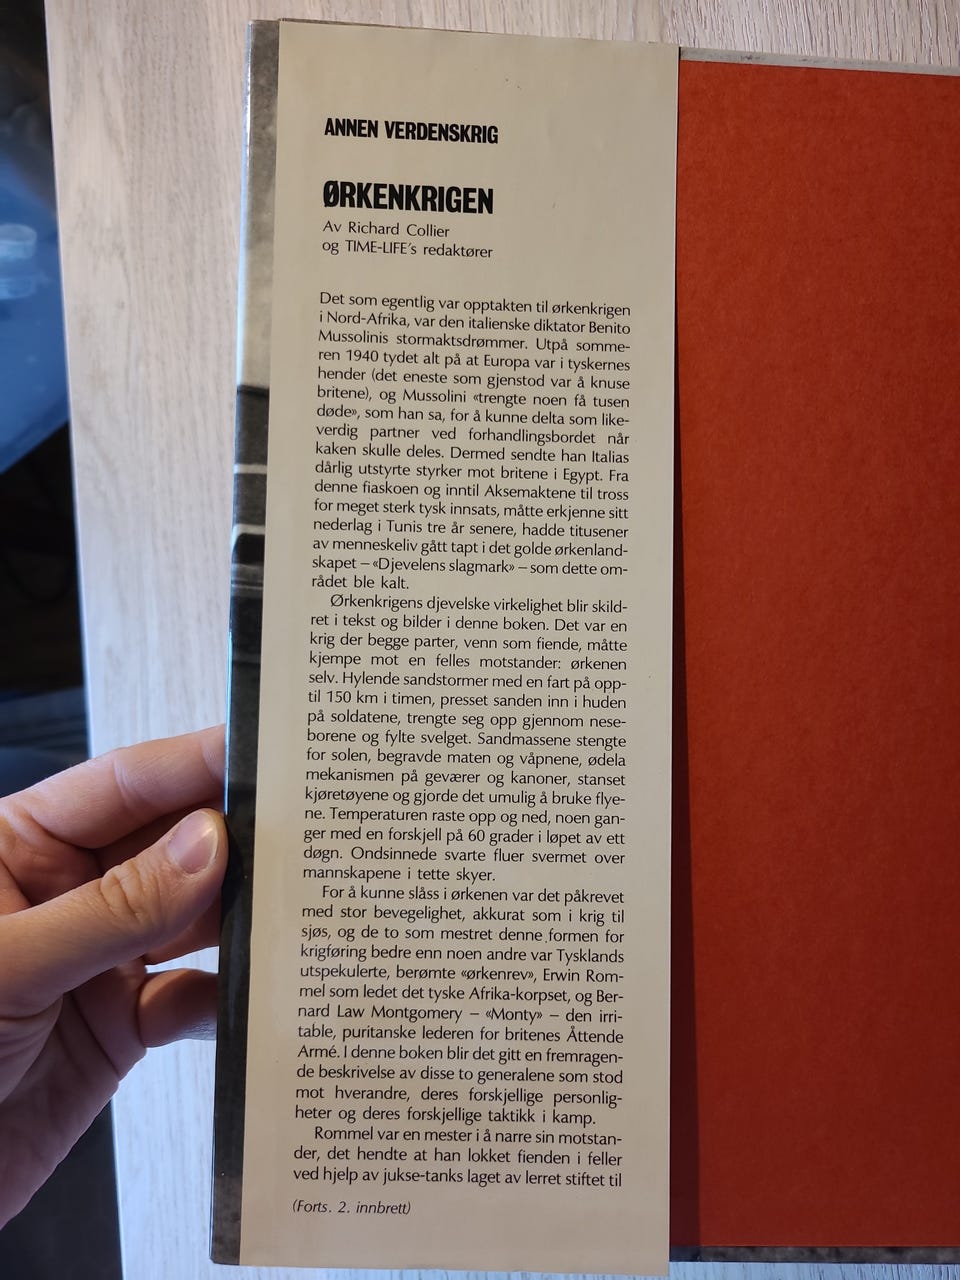 ANNEN VERDENSKRIG
ØRKENKRIGEN
Av Richard Collier
og TIME-LIFE's redaktører
Det som egentlig var opptakten til ørkenkrigen
i Nord-Afrika, var den italienske diktator Benito
Mussolinis stormaktsdrømmer. Utpå somme-
ren 1940 tydet alt på at Europa var i tyskernes
hender (det eneste som gjenstod var å knuse
britene), og Mussolini «trengte noen få tusen
døde», som han sa, for å kunne delta som like-
verdig partner ved forhandlingsbordet når
kaken skulle deles. Dermed sendte han Italias
dårlig utstyrte styrker mot britene i Egypt. Fra
denne fiaskoen og inntil Aksemaktene til tross
for meget sterk tysk innsats, måtte erkjenne sitt
nederlag i Tunis tre år senere, hadde titusener
av menneskeliv gått tapt i det golde ørkenland-
skapet – «Djevelens slagmark» – som dette om-
rådet ble kalt.
Ørkenkrigens djevelske virkelighet blir skild-
ret i tekst og bilder i denne boken. Det var en
krig der begge parter, venn som fiende, måtte
kjempe mot en felles motstander: ørkenen
selv. Hylende sandstormer med en fart på opp-
til 150 km i timen, presset sanden inn i huden
på soldatene, trengte seg opp gjennom nese-
borene og fylte svelget. Sandmassene stengte
for solen, begravde maten og våpnene, ødela
mekanismen på geværer og kanoner, stanset
kjøretøyene og gjorde det umulig å bruke flye-
ne. Temperaturen raste opp og ned, noen gan-
ger med en forskjell på 60 grader i løpet av ett
døgn. Ondsinnede svarte fluer svermet over
mannskapene i tette skyer.
For å kunne slåss i ørkenen var det påkrevet
med stor bevegelighet, akkurat som i krig til
sjøs, og de to som mestret denne formen for
krigføring bedre enn noen andre var Tysklands
utspekulerte, berømte «ørkenrev», Erwin Rom-
mel som ledet det tyske Afrika-korpset, og Ber-
nard Law Montgomery – «Monty» – den irri-
table, puritanske lederen for britenes Åttende
Armé. I denne boken blir det gitt en fremragen-
de beskrivelse av disse to generalene som stod
mot hverandre, deres forskjellige personlig-
heter og deres forskjellige taktikk i kamp.
Rommel var en mester i å narre sin motstan-
der, det hendte at han lokket fienden i feller
ved hjelp av jukse-tanks laget av lerret stiftet til
(Forts. 2. innbrett)